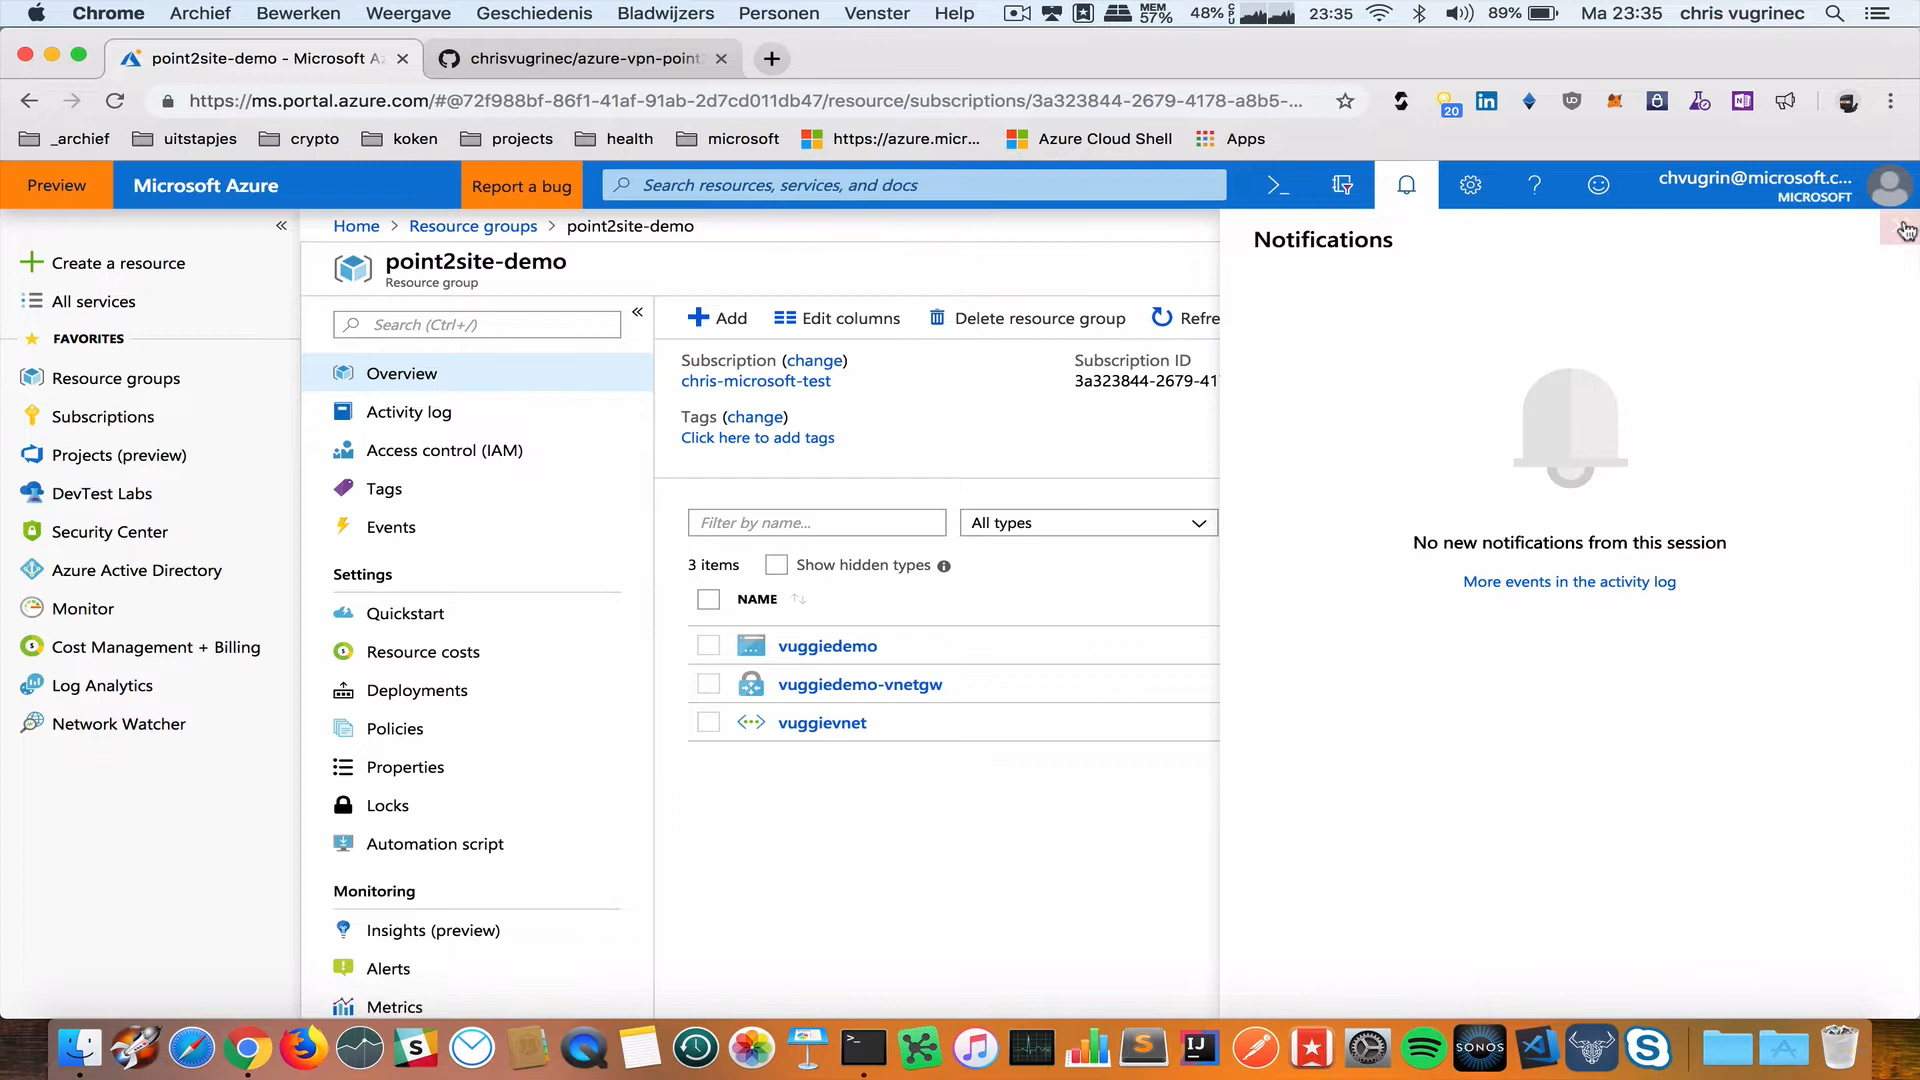 Chrome Archief Bewerken Weergave Geschiedenis Bladwijzers Personen Venster Help MEM 57% 48% 23:35 89% Ma 23:35 chris vugrinec
point2site-demo - Microsoft A
chrisvugrinec/azure-vpn-point
https://ms.portal.azure.com/#@72f988bf-86f1-41af-91ab-2d7cd011db47/resource/subscriptions/3a323844-2679-4178-a8b5-...
20
_archief uitstapjes crypto koken projects health microsoft https://azure.micr... Azure Cloud Shell Apps
Preview
Microsoft Azure
Report a bug
Search resources, services, and docs
chvugrin@microsoft.c...
MICROSOFT
Home > Resource groups > point2site-demo
point2site-demo
Resource group
Create a resource
All services
FAVORITES
Resource groups
Subscriptions
Projects (preview)
DevTest Labs
Security Center
Azure Active Directory
Monitor
Cost Management + Billing
Log Analytics
Network Watcher
Search (Ctrl+/)
Overview
Activity log
Access control (IAM)
Tags
Events
Settings
Quickstart
Resource costs
Deployments
Policies
Properties
Locks
Automation script
Monitoring
Insights (preview)
Alerts
Metrics
Add Edit columns Delete resource group Refre
Subscription (change)
chris-microsoft-test
Subscription ID
3a323844-2679-417
Tags (change)
Click here to add tags
Filter by name...
All types
3 items Show hidden types
NAME
vuggiedemo
vuggiedemo-vnetgw
vuggievnet
Notifications
No new notifications from this session
More events in the activity log
SONOS